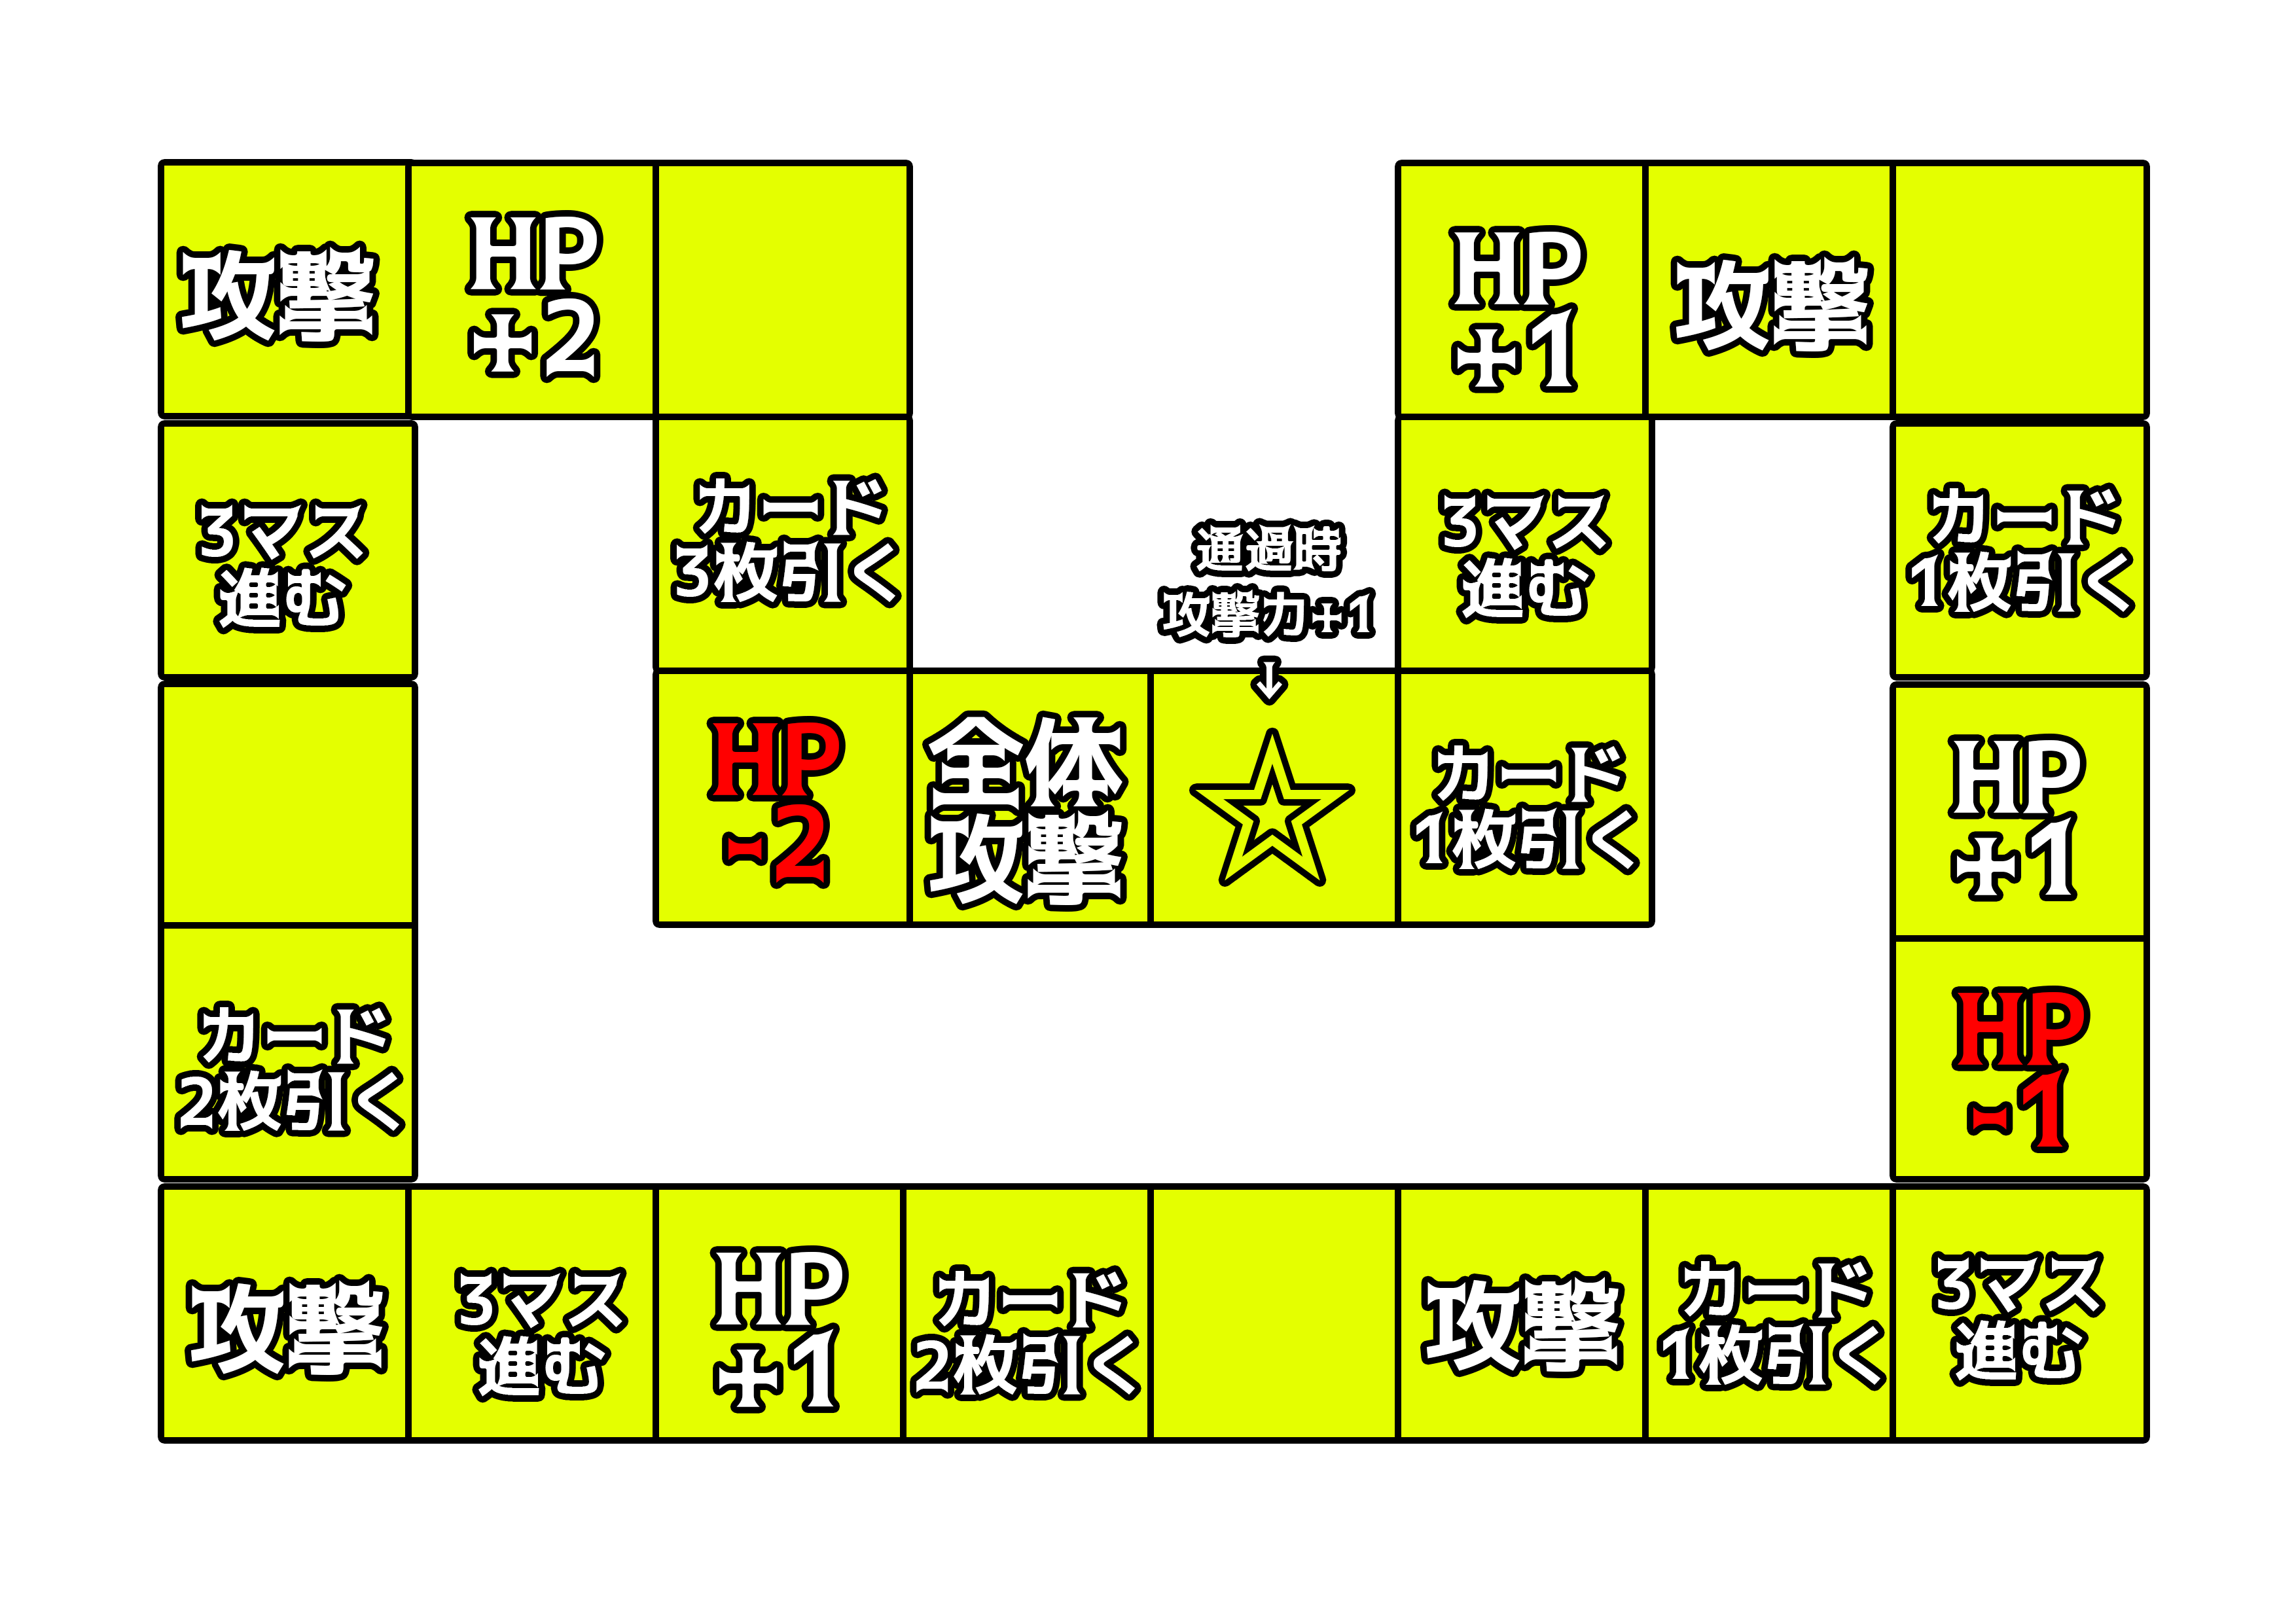 攻撃
HP
+2
HP
+1
攻撃
3マス
進む
カード
3枚引く
通過時
攻撃力+1
↓
3マス
進む
カード
1枚引く
HP
-2
全体
攻撃
☆
カード
1枚引く
HP
+1
カード
2枚引く
HP
-1
攻撃
3マス
進む
HP
+1
カード
2枚引く
攻撃
カード
1枚引く
3マス
進む